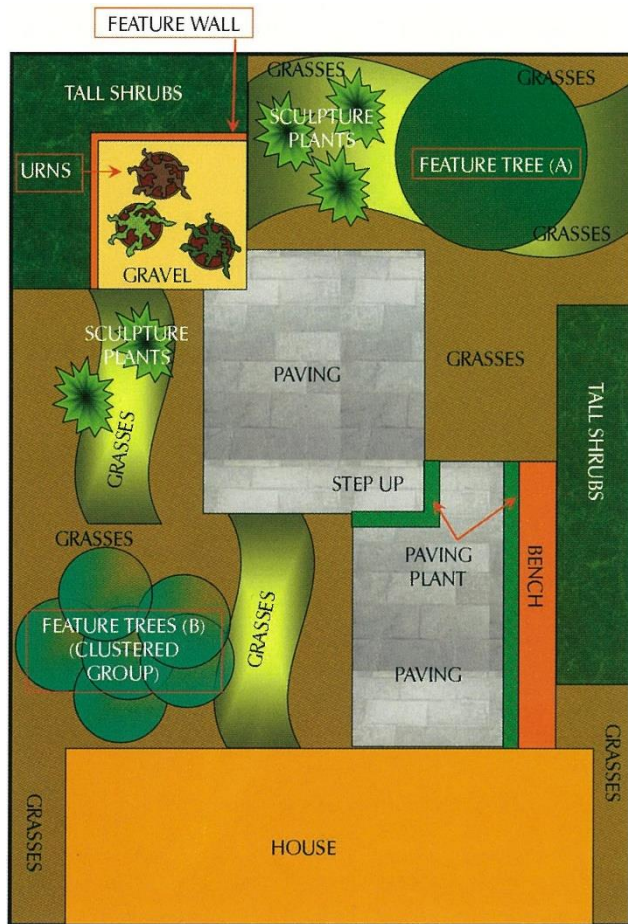 FEATURE WALL
GRASSES
GRASSES
TALL SHRUBS
SCULPTURE
PLANTS
URNS
FEATURE TREE (A)
GRASSES
GRAVEL
SCULPTURE
PLANTS
PAVING
GRASSES
TALL SHRUBS
GRASSES
STEP UP
GRASSES
PAVING
PLANT
BENCH
FEATURE TREES (B)
(CLUSTERED
GROUP)
GRASSES
PAVING
GRASSES
GRASSES
HOUSE